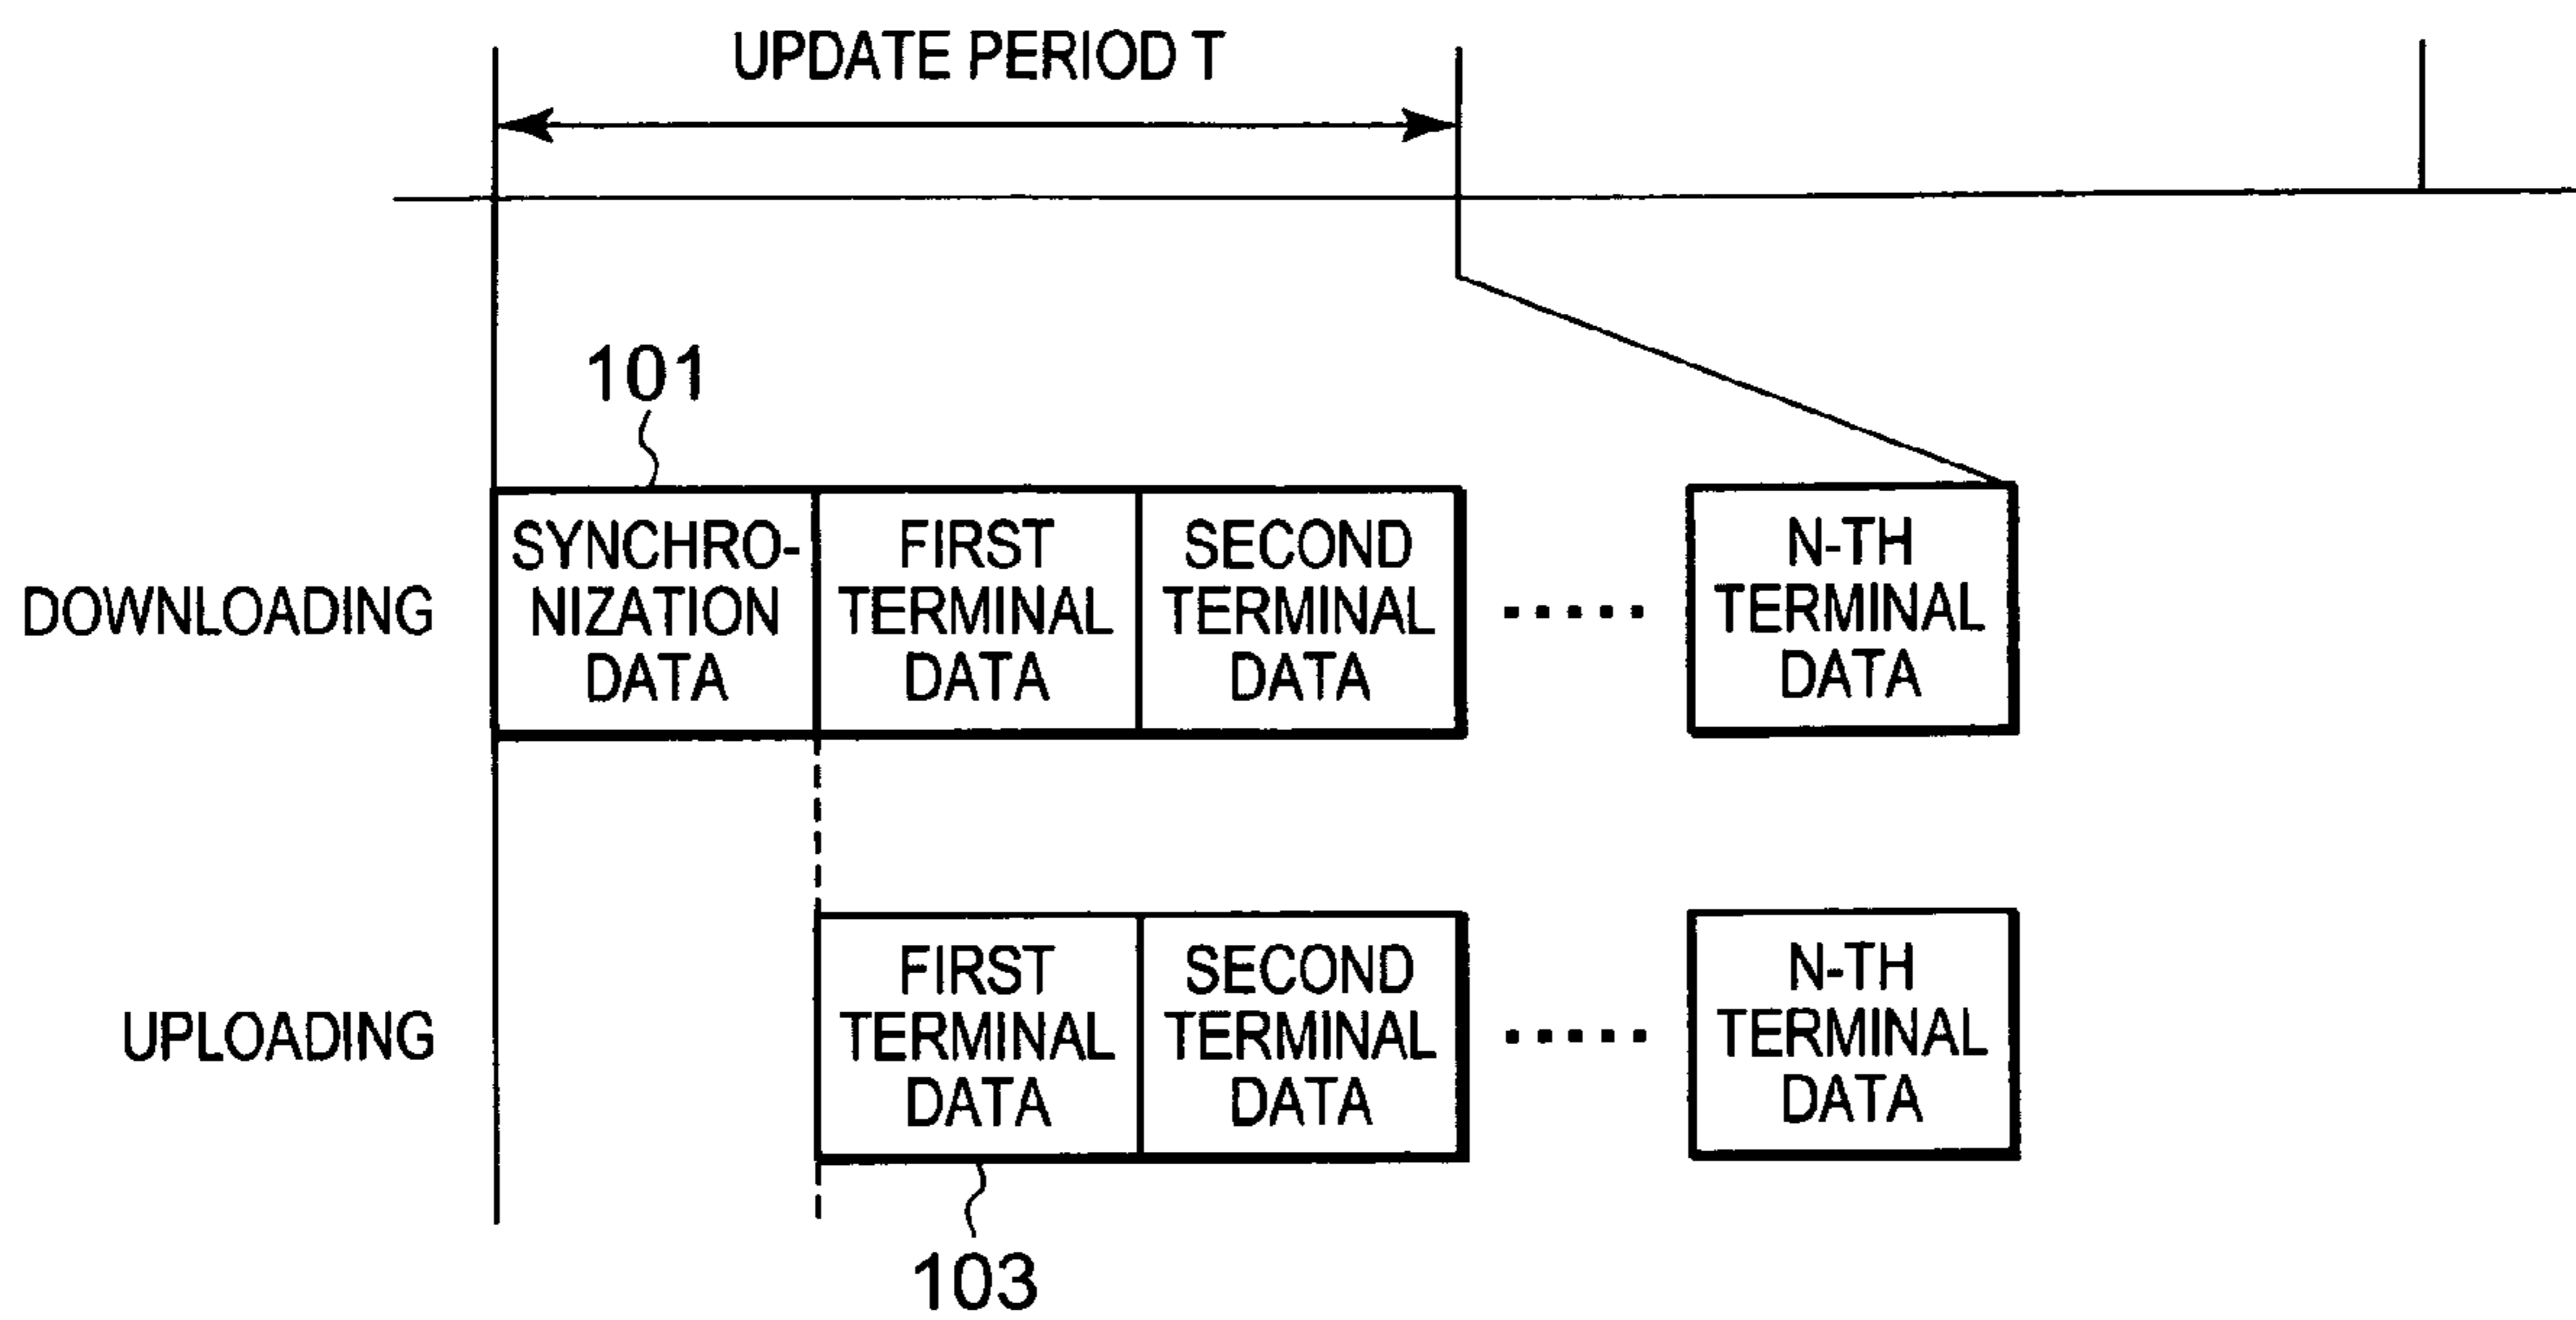 UPDATE PERIOD T
101
DOWNLOADING
SYNCHRO-
NIZATION
DATA
FIRST
TERMINAL
DATA
SECOND
TERMINAL
DATA
.....
N-TH
TERMINAL
DATA
UPLOADING
FIRST
TERMINAL
DATA
SECOND
TERMINAL
DATA
.....
N-TH
TERMINAL
DATA
103